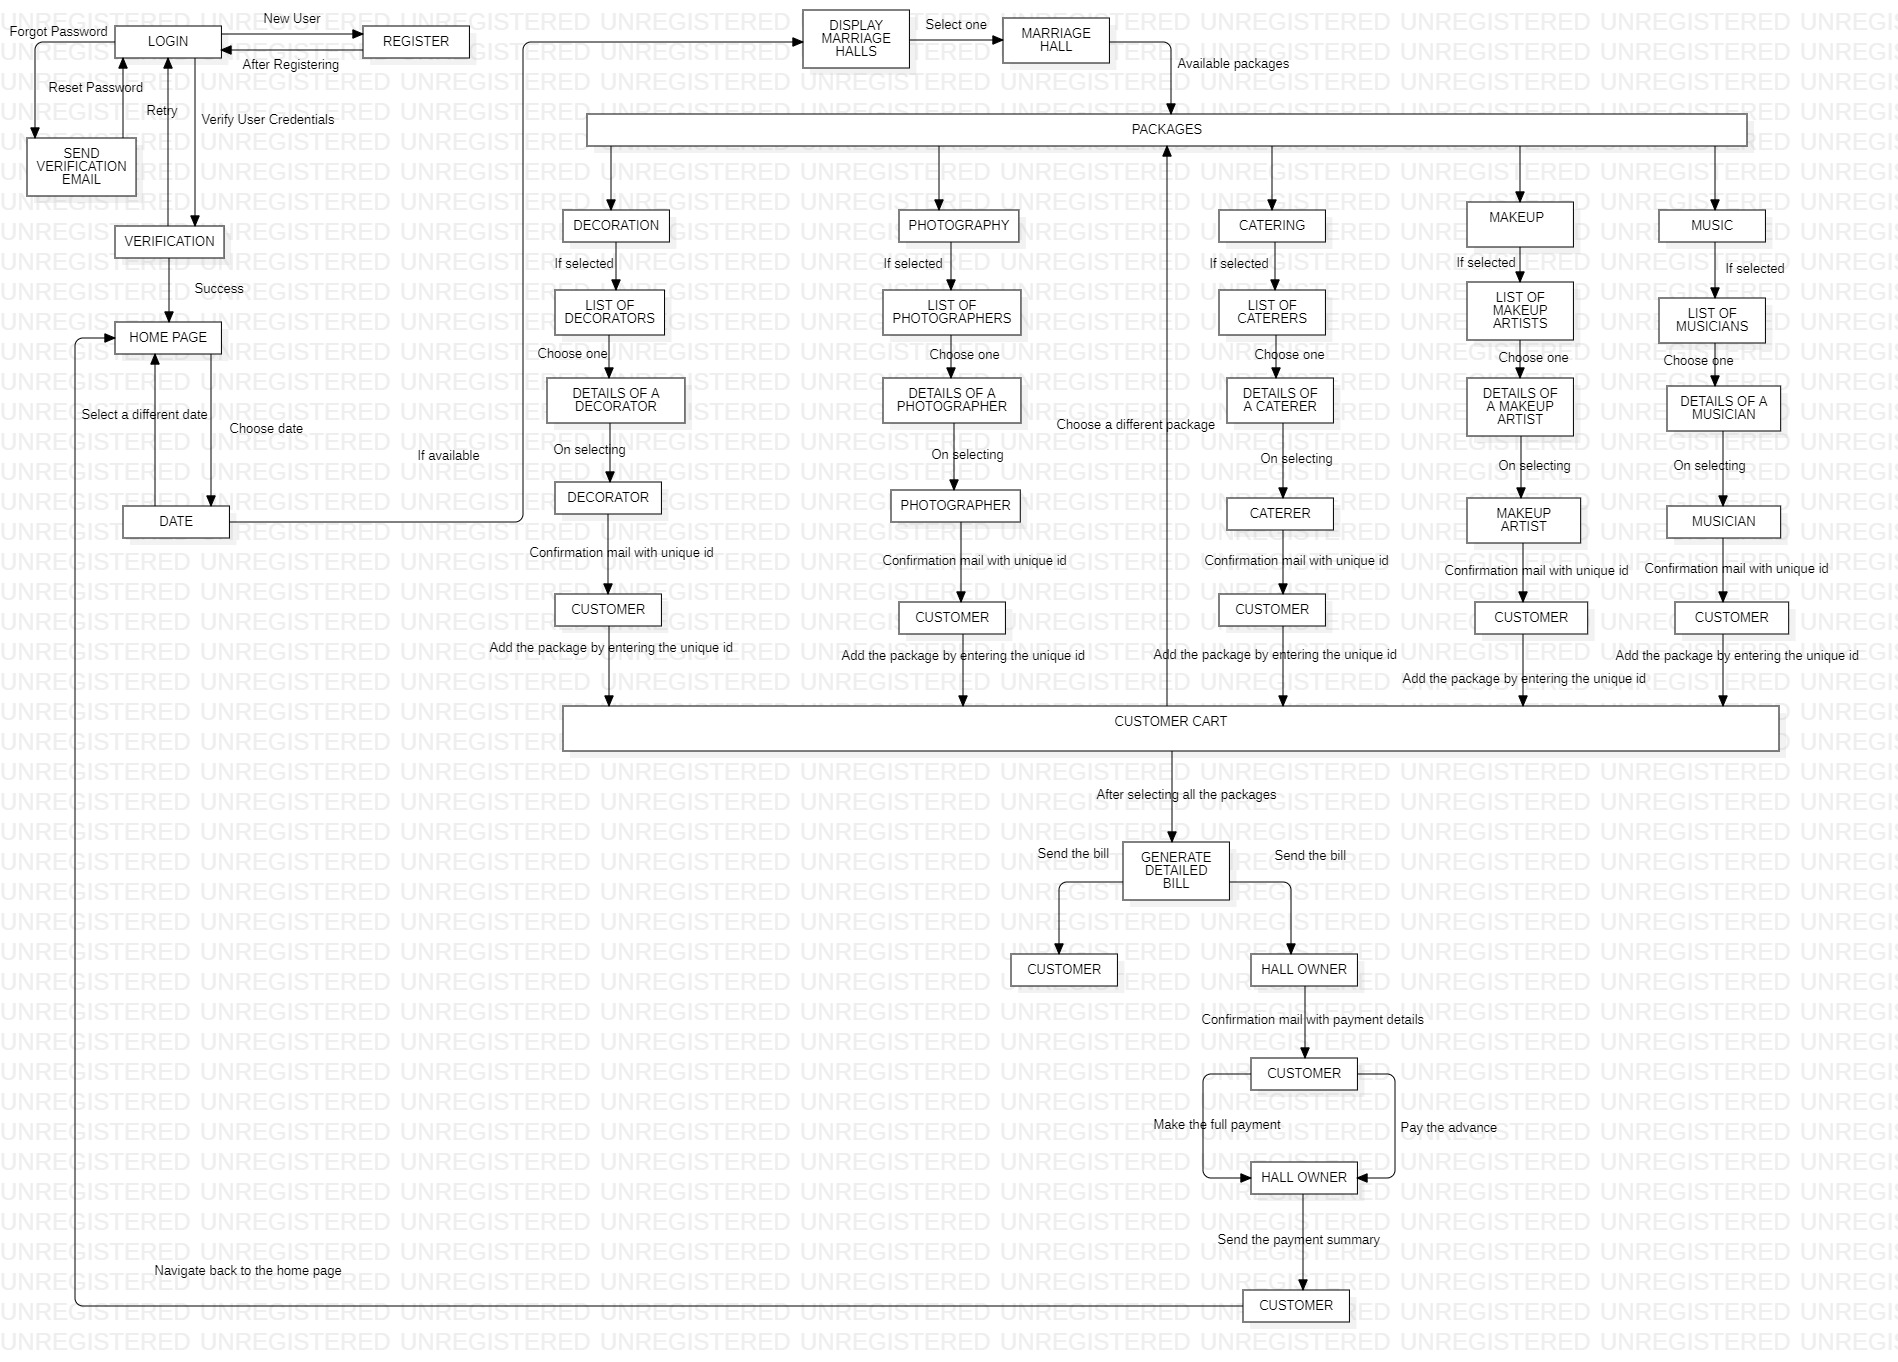 New User
Forgot Password
LOGIN
REGISTER
After Registering
Reset Password
Retry
Verify User Credentials
SEND
VERIFICATION
EMAIL
VERIFICATION
Success
HOME PAGE
Select a different date
Choose date
If available
DATE
DISPLAY
MARRIAGE
HALLS
Select one
MARRIAGE
HALL
Available packages
PACKAGES
DECORATION
If selected
LIST OF
DECORATORS
Choose one
DETAILS OF A
DECORATOR
On selecting
DECORATOR
Confirmation mail with unique id
CUSTOMER
Add the package by entering the unique id
PHOTOGRAPHY
If selected
LIST OF
PHOTOGRAPHERS
Choose one
DETAILS OF A
PHOTOGRAPHER
On selecting
PHOTOGRAPHER
Confirmation mail with unique id
CUSTOMER
Add the package by entering the unique id
Choose a different package
CATERING
If selected
LIST OF
CATERERS
Choose one
DETAILS OF
A CATERER
On selecting
CATERER
Confirmation mail with unique id
CUSTOMER
Add the package by entering the unique id
MAKEUP
If selected
LIST OF
MAKEUP
ARTISTS
Choose one
DETAILS OF
A MAKEUP
ARTIST
On selecting
MAKEUP
ARTIST
Confirmation mail with unique id
CUSTOMER
Add the package by entering the unique id
MUSIC
If selected
LIST OF
MUSICIANS
Choose one
DETAILS OF A
MUSICIAN
On selecting
MUSICIAN
Confirmation mail with unique id
CUSTOMER
Add the package by entering the unique id
CUSTOMER CART
After selecting all the packages
Send the bill
GENERATE
DETAILED
BILL
Send the bill
CUSTOMER
HALL OWNER
Confirmation mail with payment details
CUSTOMER
Make the full payment
Pay the advance
HALL OWNER
Send the payment summary
Navigate back to the home page
CUSTOMER
UNREGISTERED